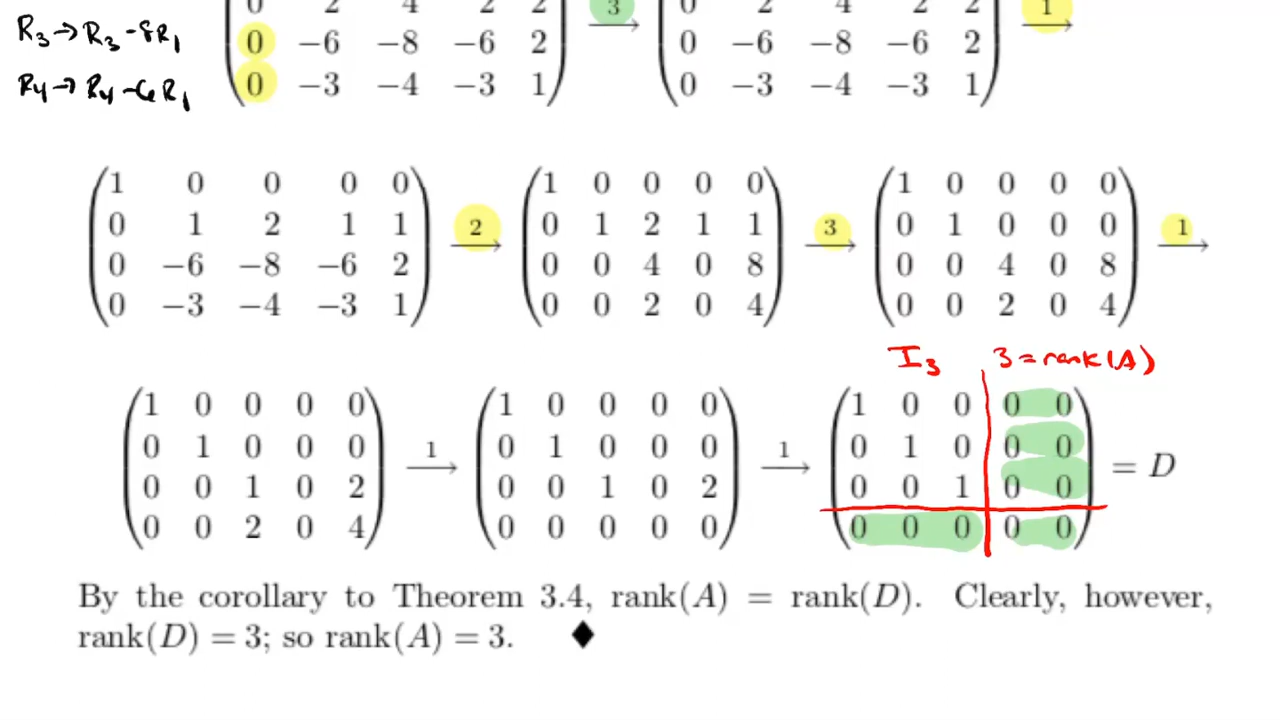 0 2 4 2 2 3 0 2 4 2 2 1
R3→R3-8R1 0 −6 −8 −6 2 0 −6 −8 −6 2
R4→R4-6R1 0 −3 −4 −3 1 0 −3 −4 −3 1
1 0 0 0 0 1 0 0 0 0 1 0 0 0 0
0 1 2 1 1 2 0 1 2 1 1 3 0 1 0 0 0 1
0 −6 −8 −6 2 0 0 4 0 8 0 0 4 0 8
0 −3 −4 −3 1 0 0 2 0 4 0 0 2 0 4
I3 3=rank(A)
1 0 0 0 0 1 0 0 0 0 1 0 0 0 0
0 1 0 0 0 1 0 1 0 0 0 1 0 1 0 0 0
0 0 1 0 2 0 0 1 0 2 0 0 1 0 0 = D
0 0 2 0 4 0 0 0 0 0 0 0 0 0 0
By the corollary to Theorem 3.4, rank(A) = rank(D). Clearly, however,
rank(D) = 3; so rank(A) = 3. ◆